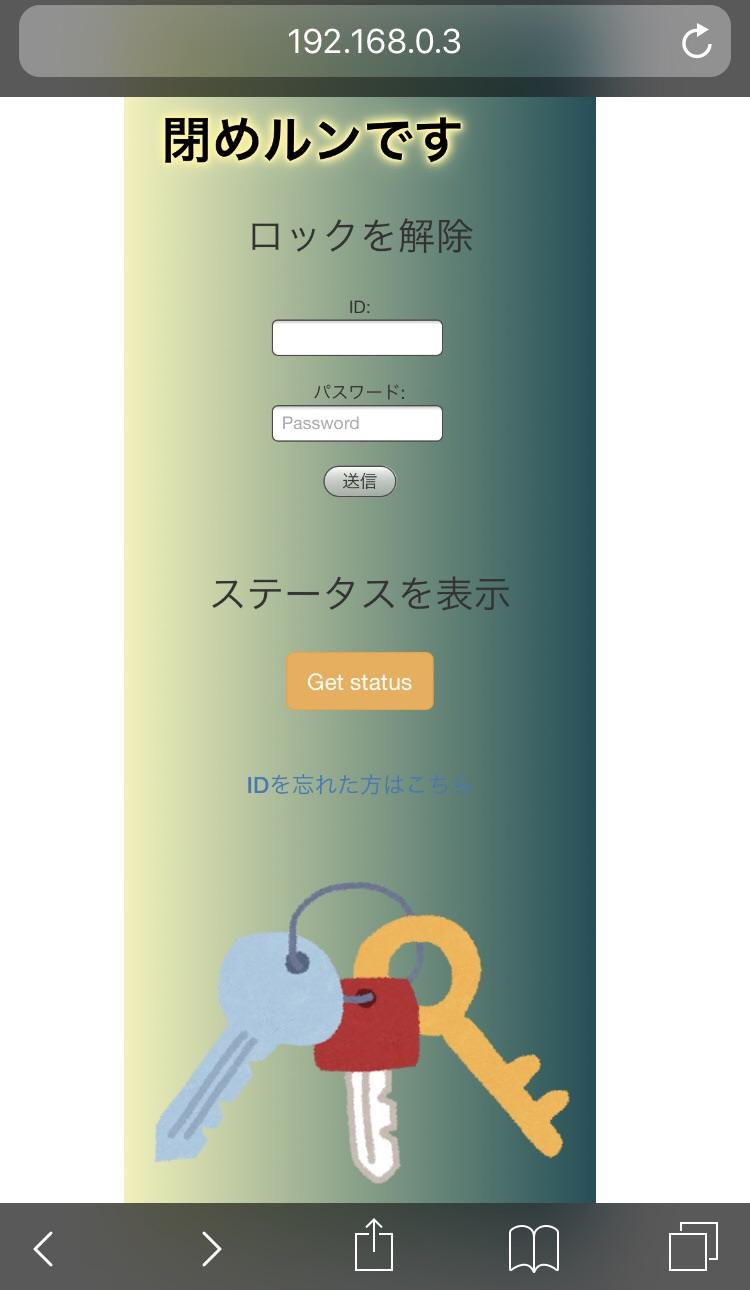 192.168.0.3
閉めルンです
ロックを解除
ID:
パスワード:
Password
送信
ステータスを表示
Get status
IDを忘れた方はこちら